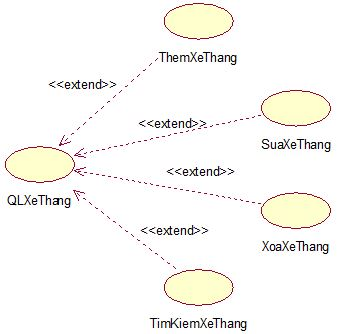 ThemXeThang
<<extend>>
<<extend>>
SuaXeThang
<<extend>>
QLXeThang
<<extend>>
XoaXeThang
TimKiemXeThang